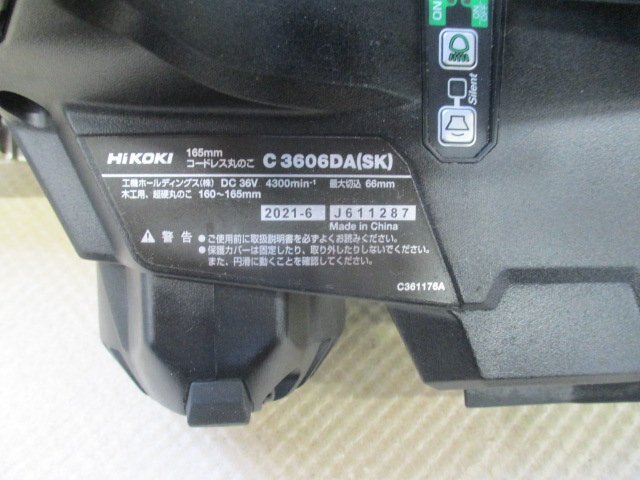 ON
Silent
HiKOKI 165mm コードレス丸のこ C 3606DA(SK)
工機ホールディングス(株) DC 36V 4300min⁻¹ 最大切込 66mm
木工用、超硬丸のこ 160〜165mm
2021-6 J611287
Made in China
警告 ●ご使用前に取扱説明書を必ずよくお読みください。
●保護カバーは固定したり、取り外したりしないでください。
また、円滑に動くことを確認してください。
C361176A